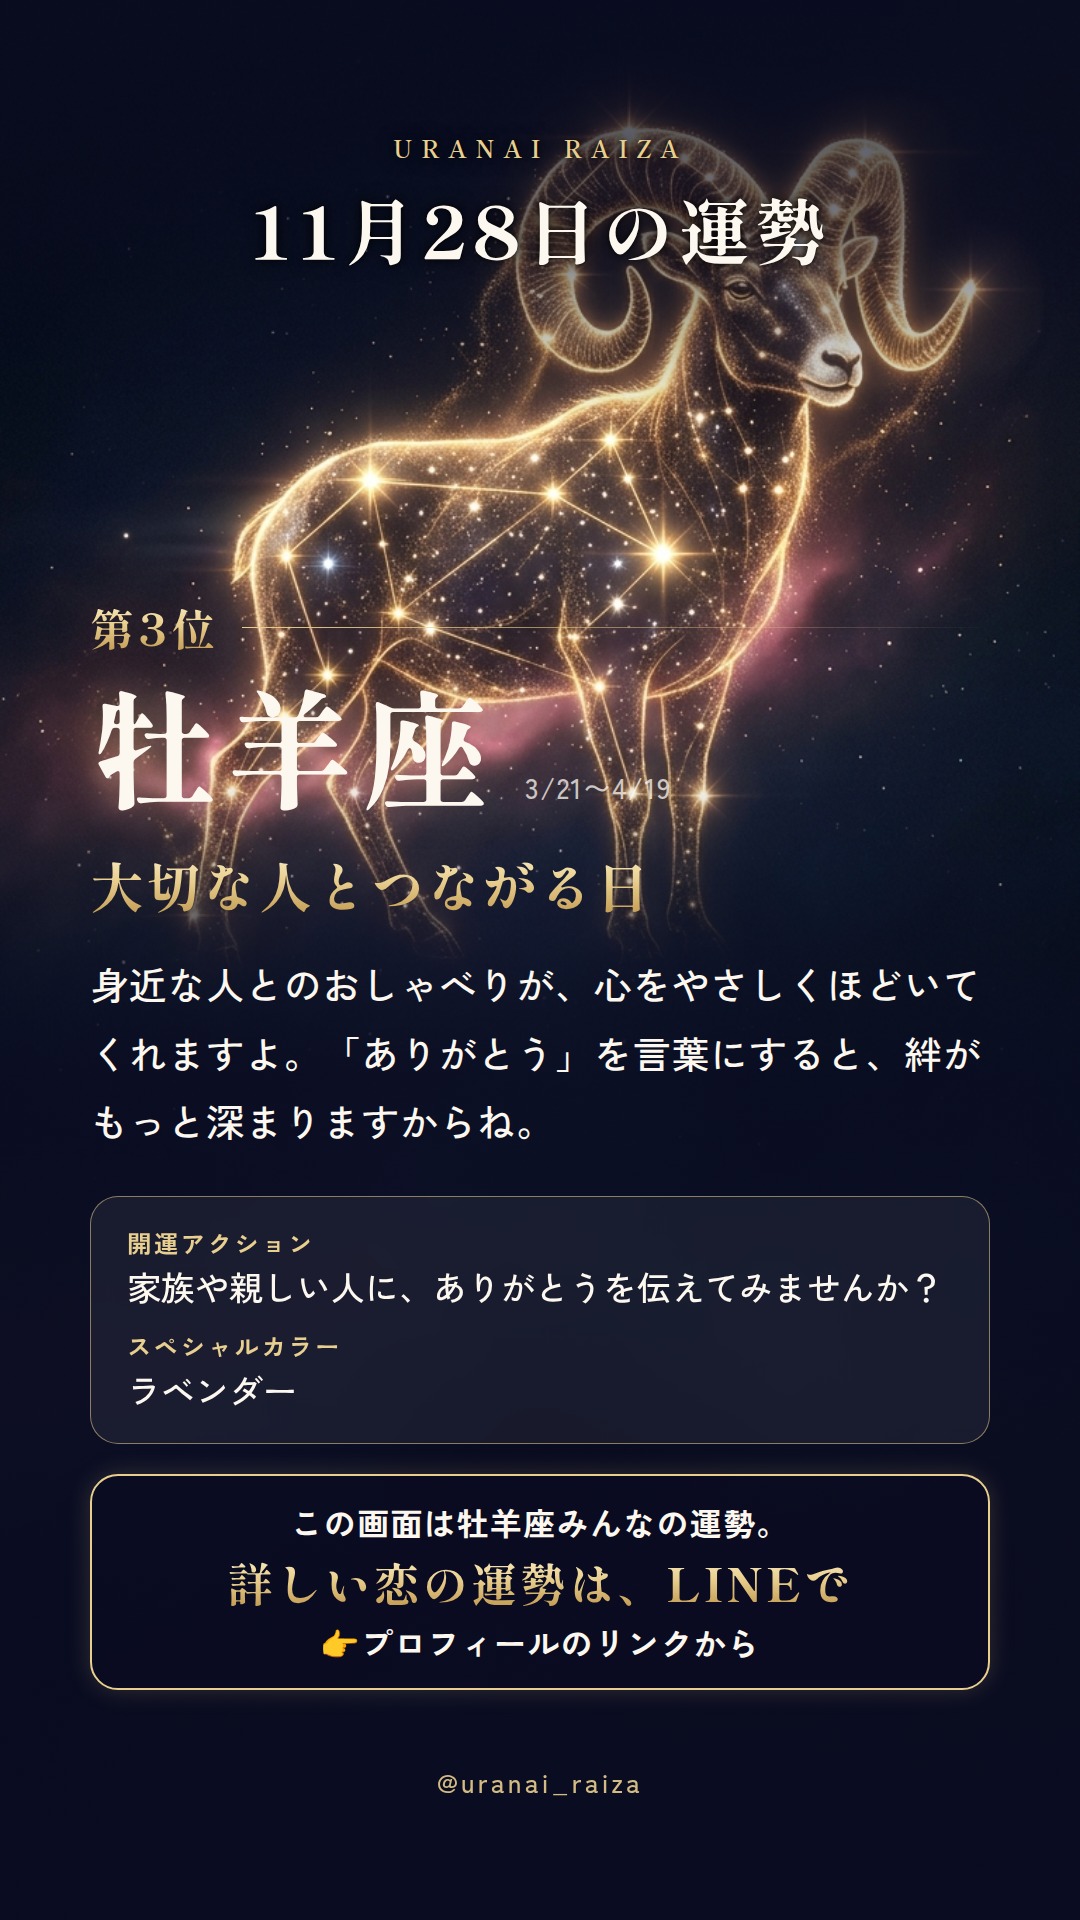 URANAI RAIZA
11月28日の運勢
第3位
牡羊座 3/21〜4/19
大切な人とつながる日
身近な人とのおしゃべりが、心をやさしくほどいて
くれますよ。「ありがとう」を言葉にすると、絆が
もっと深まりますからね。
開運アクション
家族や親しい人に、ありがとうを伝えてみませんか？
スペシャルカラー
ラベンダー
この画面は牡羊座みんなの運勢。
詳しい恋の運勢は、LINEで
👉プロフィールのリンクから
@uranai_raiza